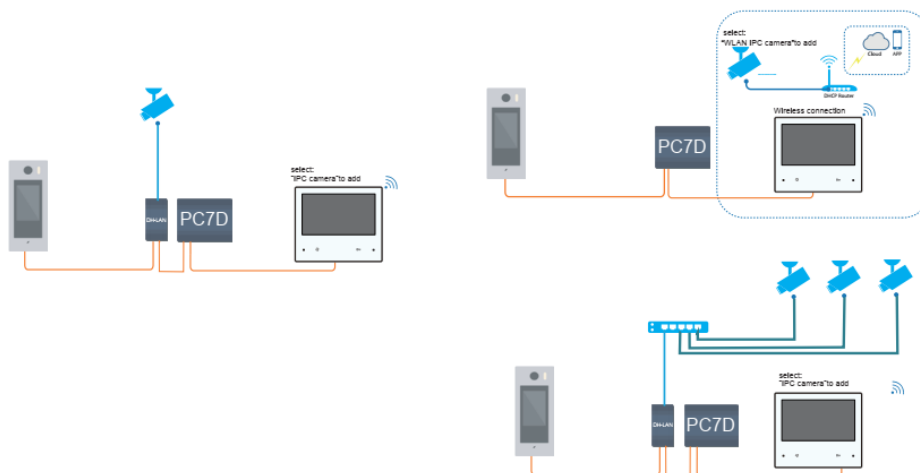 select:
"IPC camera"to add
DH-LAN
PC7D
select:
"WLAN IPC camera"to add
Cloud
APP
DHCP Router
Wireless connection
PC7D
select:
"IPC camera"to add
DH-LAN
PC7D